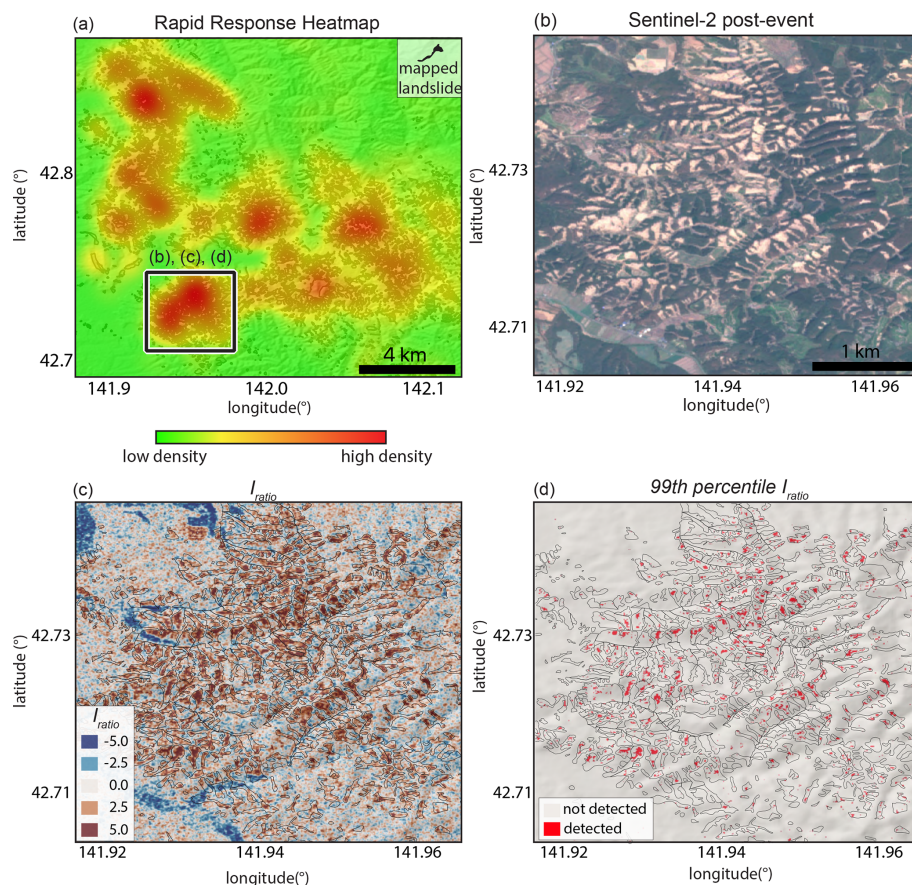 (a) Rapid Response Heatmap
mapped
landslide
42.8
latitude (°)
(b), (c), (d)
42.7
4 km
141.9 142.0 142.1
longitude(°)
low density high density
(b) Sentinel-2 post-event
42.73
latitude (°)
42.71
1 km
141.92 141.94 141.96
longitude(°)
(c) I ratio
42.73
latitude (°)
I ratio
-5.0
-2.5
0.0
2.5
5.0
42.71
141.92 141.94 141.96
longitude(°)
(d) 99th percentile I ratio
42.73
latitude (°)
42.71
not detected
detected
141.92 141.94 141.96
longitude(°)